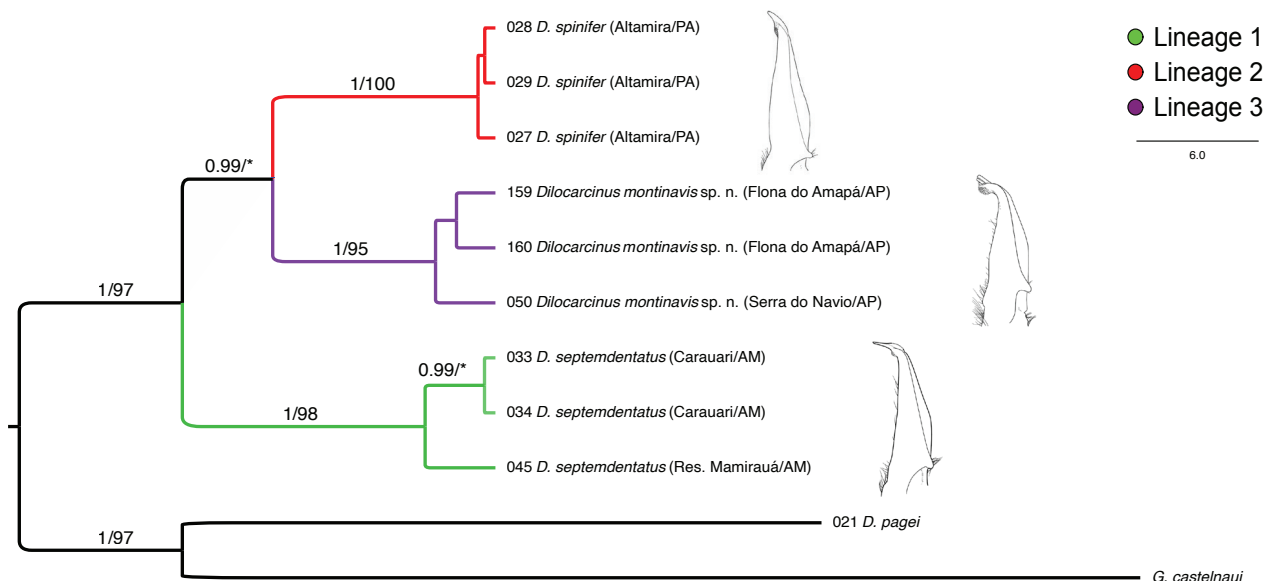 028 D. spinifer (Altamira/PA)
Lineage 1
Lineage 2
029 D. spinifer (Altamira/PA)
1/100
Lineage 3
027 D. spinifer (Altamira/PA)
6.0
0.99/*
159 Dilocarcinus montinavis sp. n. (Flona do Amapá/AP)
160 Dilocarcinus montinavis sp. n. (Flona do Amapá/AP)
1/95
1/97
050 Dilocarcinus montinavis sp. n. (Serra do Navio/AP)
033 D. septemdentatus (Carauari/AM)
0.99/*
034 D. septemdentatus (Carauari/AM)
1/98
045 D. septemdentatus (Res. Mamirauá/AM)
021 D. pagei
1/97
G. castelnaui